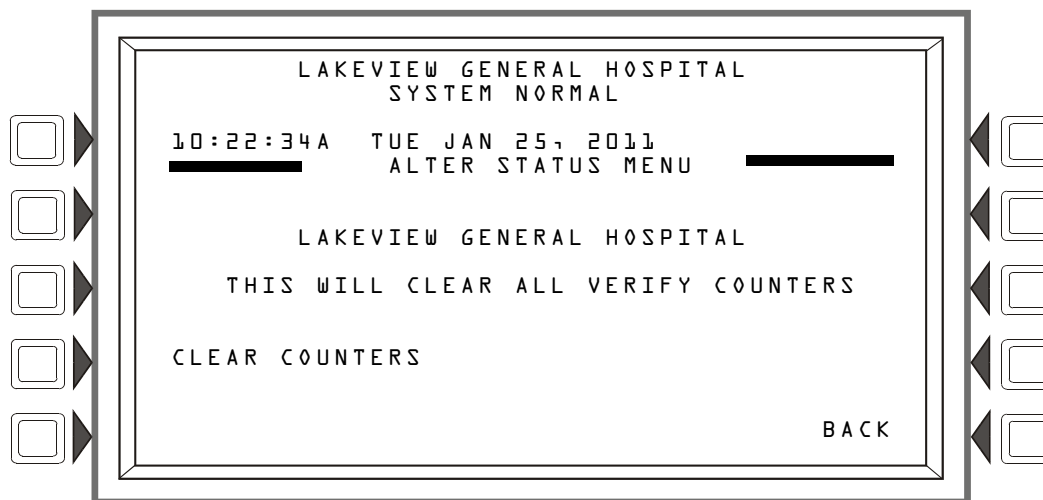 LAKEVIEW GENERAL HOSPITAL
SYSTEM NORMAL
10:22:34A TUE JAN 25, 2011
ALTER STATUS MENU
LAKEVIEW GENERAL HOSPITAL
THIS WILL CLEAR ALL VERIFY COUNTERS
CLEAR COUNTERS
BACK